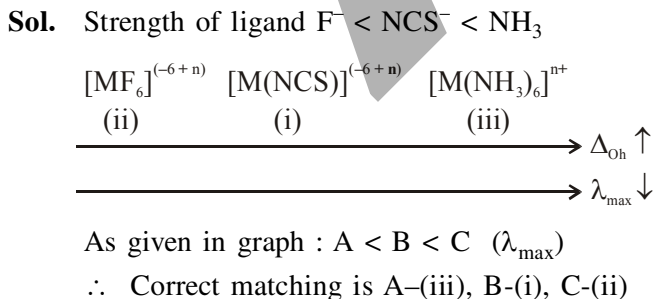 Sol. Strength of ligand F⁻ < NCS⁻ < NH₃
[MF₆]⁽⁻⁶⁺ⁿ⁾ [M(NCS)]⁽⁻⁶⁺ⁿ⁾ [M(NH₃)₆]ⁿ⁺
(ii) (i) (iii)
Δ_Oh ↑
λ_max ↓
As given in graph : A < B < C (λ_max)
∴ Correct matching is A–(iii), B-(i), C-(ii)